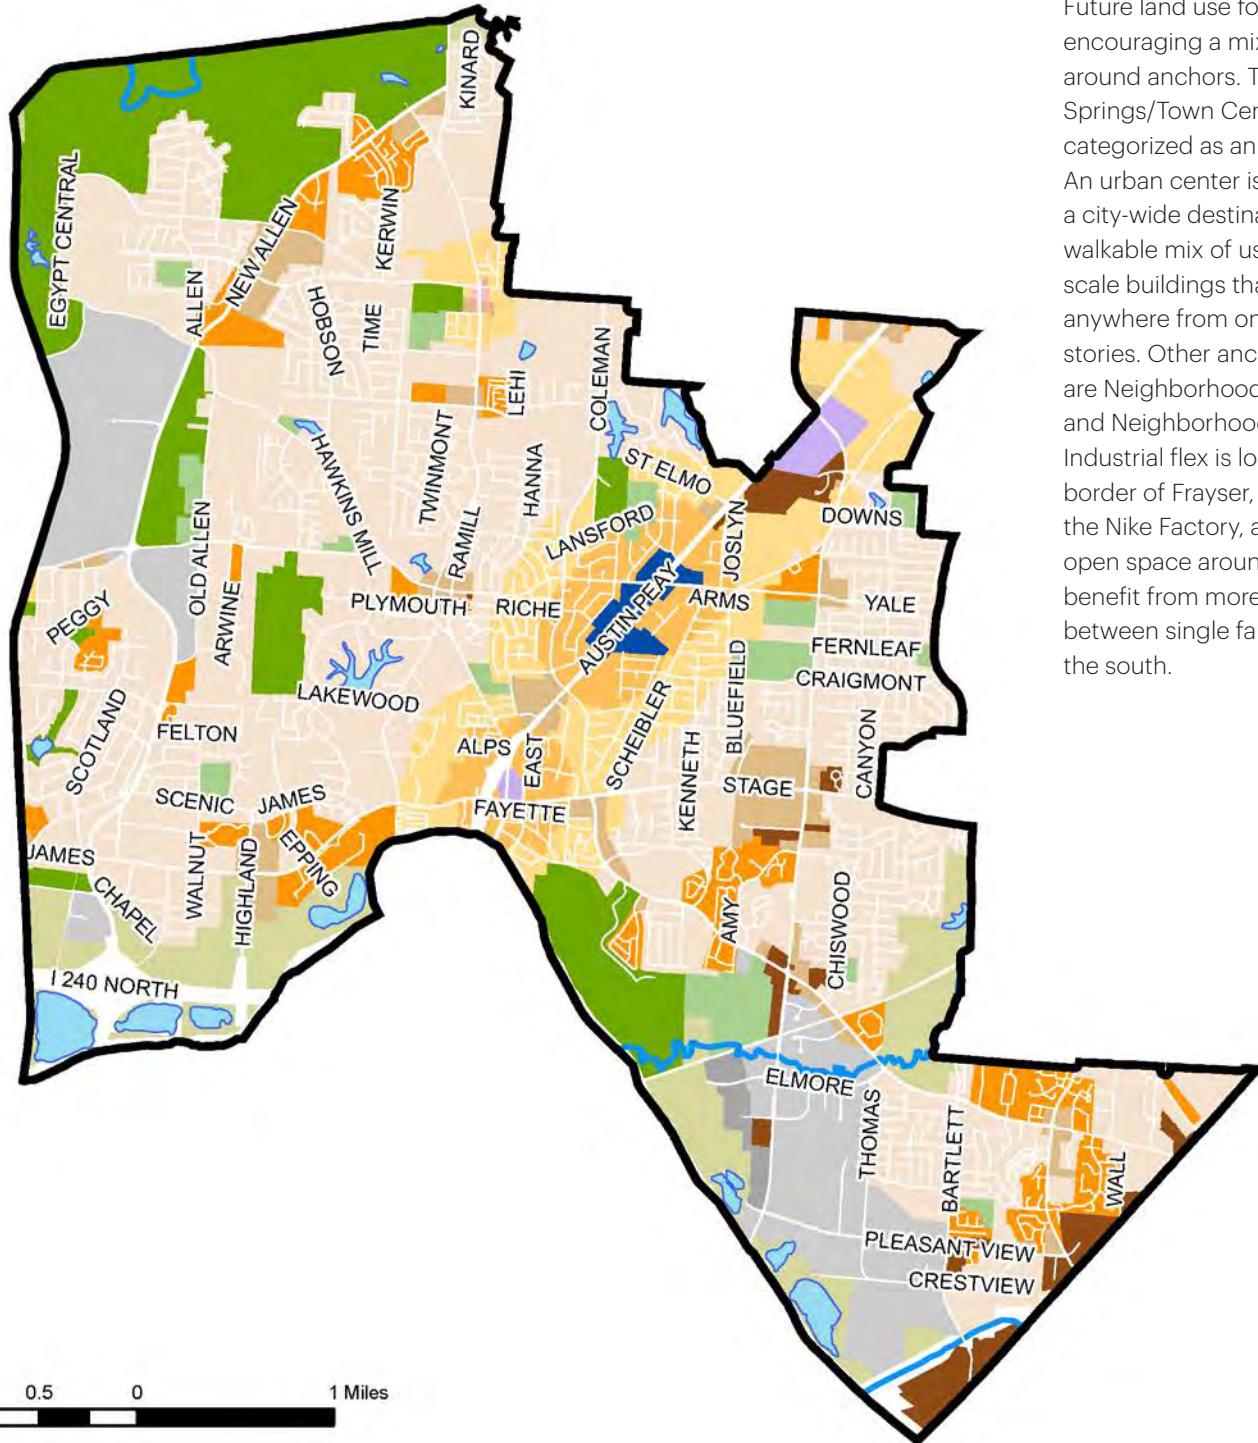 Future land use fo
encouraging a mix
around anchors. T
Springs/Town Cen
categorized as an
An urban center is
a city-wide destina
walkable mix of us
scale buildings tha
anywhere from on
stories. Other anc
are Neighborhood
and Neighborhood
Industrial flex is lo
border of Frayser,
the Nike Factory, a
open space aroun
benefit from more
between single fa
the south.
KINARD
EGYPT CENTRAL
NEW ALLEN
KERWIN
ALLEN
HOBSON
TIME
COLEMAN
LEHI
HAWKINS MILL
TWINMONT
HANNA
ST ELMO
RAMILL
LANSFORD
JOSLYN
DOWNS
OLD ALLEN
ARWINE
PLYMOUTH
RICHE
AUSTIN PEAY
ARMS
YALE
PEGGY
FERNLEAF
CRAIGMONT
LAKEWOOD
SCOTLAND
FELTON
BLUEFIELD
SCHEIBLER
CANYON
ALPS
EAST
KENNETH
STAGE
SCENIC
JAMES
FAYETTE
JAMES
CHAPEL
WALNUT
HIGHLAND
EPPING
AMY
CHISWOOD
I 240 NORTH
ELMORE
THOMAS
BARTLETT
WALL
PLEASANT VIEW
CRESTVIEW
0.5 0 1 Miles